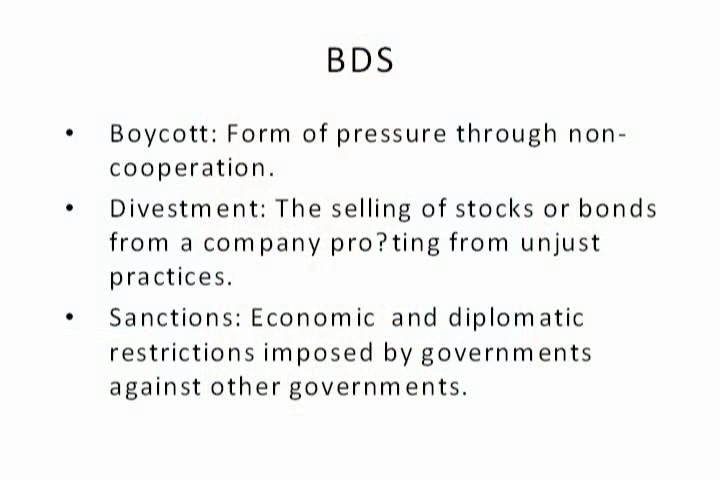 BDS
• Boycott: Form of pressure through non-
cooperation.
• Divestment: The selling of stocks or bonds
from a company pro?ting from unjust
practices.
• Sanctions: Economic and diplomatic
restrictions imposed by governments
against other governments.